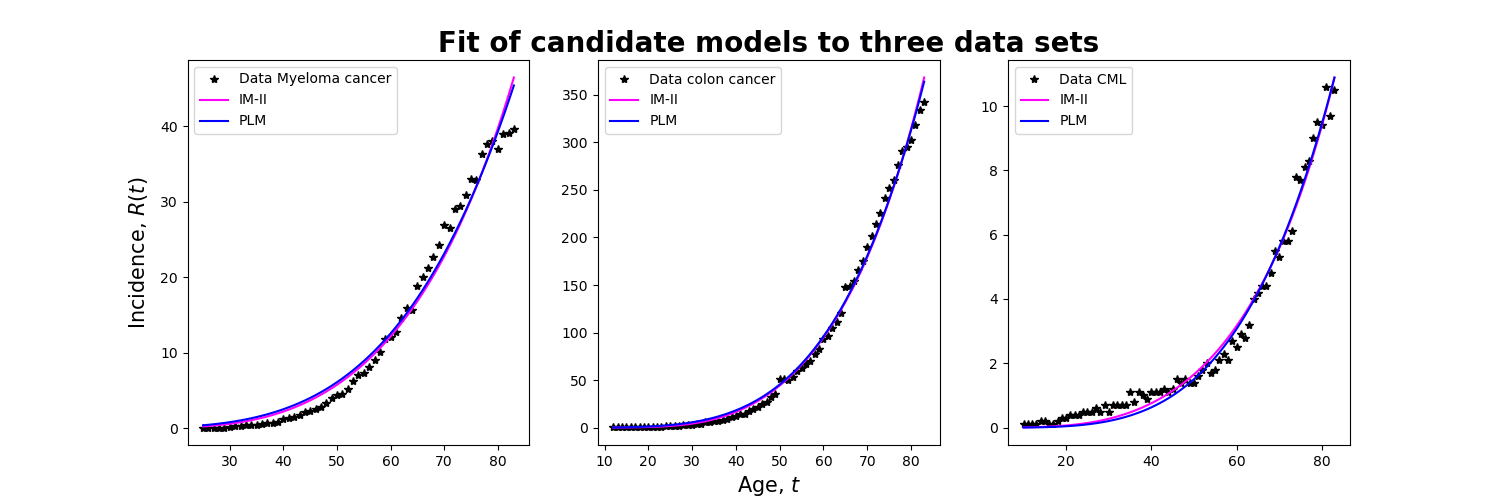 Fit of candidate models to three data sets
Data Myeloma cancer
IM-II
PLM
Data colon cancer
IM-II
PLM
Data CML
IM-II
PLM
Incidence, R(t)
40
30
20
10
0
30 40 50 60 70 80
350
300
250
200
150
100
50
0
10 20 30 40 50 60 70 80
10
8
6
4
2
0
20 40 60 80
Age, t